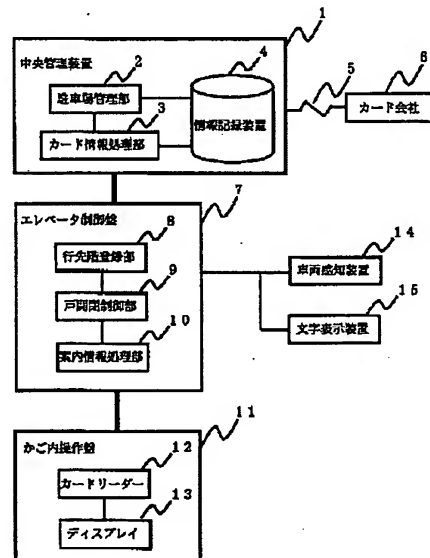 1
中央管理装置
2
4
5
6
駐車場管理部
カード会社
3
情報記録装置
カード情報処理部
7
エレベータ制御盤
8
14
行先階登録部
車両感知装置
9
戸開閉制御部
15
10
文字表示装置
案内情報処理部
11
かご内操作盤
12
カードリーダー
13
ディスプレイ